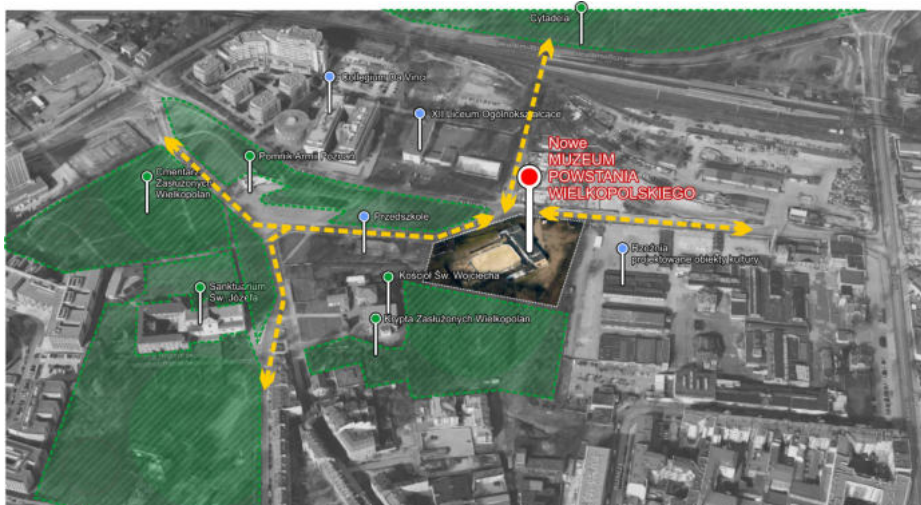 Cytadela
Collegium Da Vinci
XII Liceum Ogólnokształcące
Nowe
MUZEUM
POWSTANIA
WIELKOPOLSKIEGO
Pomnik Armii Poznań
Cmentarz
Zasłużonych
Wielkopolan
Przedszkole
Rzeźnia
projektowane obiekty kultury
Kościół Św. Wojciecha
Sanktuarium
Św. Józefa
Krypta Zasłużonych Wielkopolan